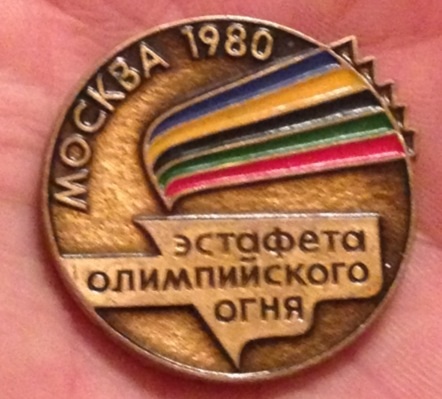 МОСКВА 1980
эстафета
олимпийского
огня